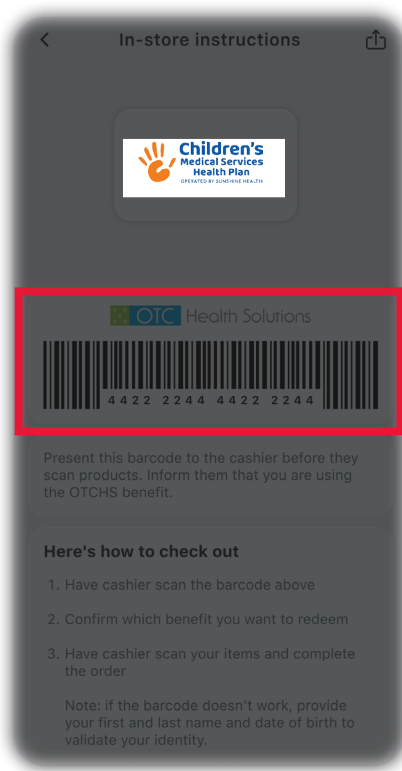 In-store instructions
Children's
Medical Services
Health Plan
OPERATED BY SUNSHINE HEALTH
OTC Health Solutions
4422 2244 4422 2244
Present this barcode to the cashier before they
scan products. Inform them that you are using
the OTCHS benefit.
Here's how to check out
1. Have cashier scan the barcode above
2. Confirm which benefit you want to redeem
3. Have cashier scan your items and complete
the order
Note: if the barcode doesn't work, provide
your first and last name and date of birth to
validate your identity.